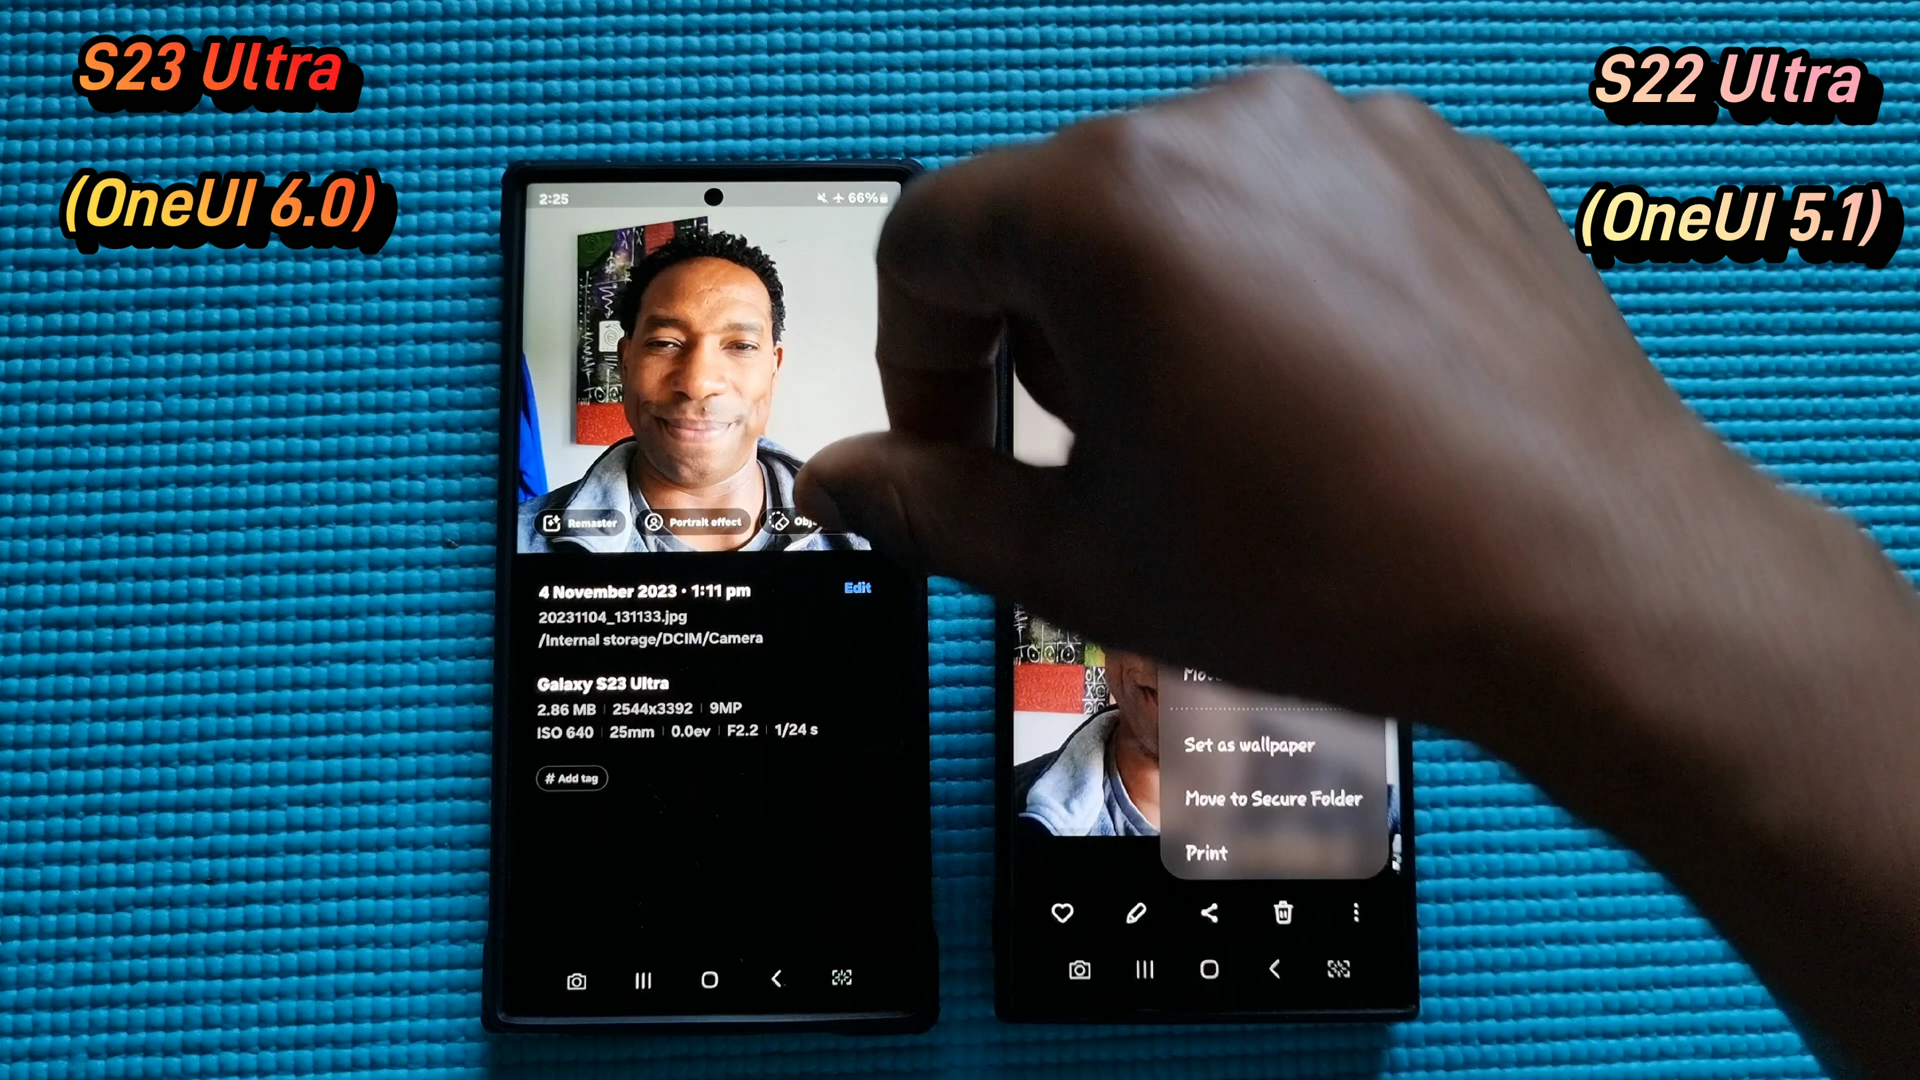 S23 Ultra
(OneUI 6.0)
S22 Ultra
(OneUI 5.1)
2:25
66%
Remaster
Portrait effect
4 November 2023 • 1:11 pm
Edit
20231104_131133.jpg
/Internal storage/DCIM/Camera
Galaxy S23 Ultra
2.86 MB | 2544x3392 | 9MP
ISO 640 | 25mm | 0.0ev | F2.2 | 1/24 s
# Add tag
Set as wallpaper
Move to Secure Folder
Print